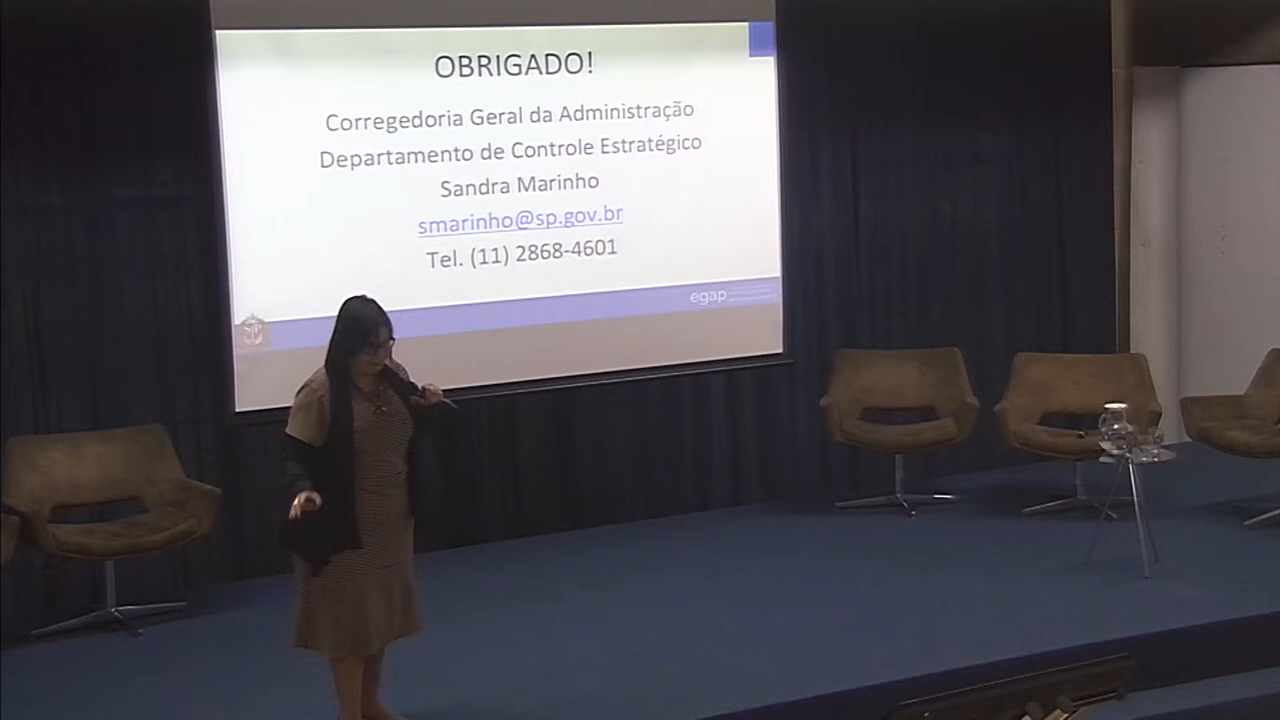 OBRIGADO!
Corregedoria Geral da Administração
Departamento de Controle Estratégico
Sandra Marinho
smarinho@sp.gov.br
Tel. (11) 2868-4601
egap